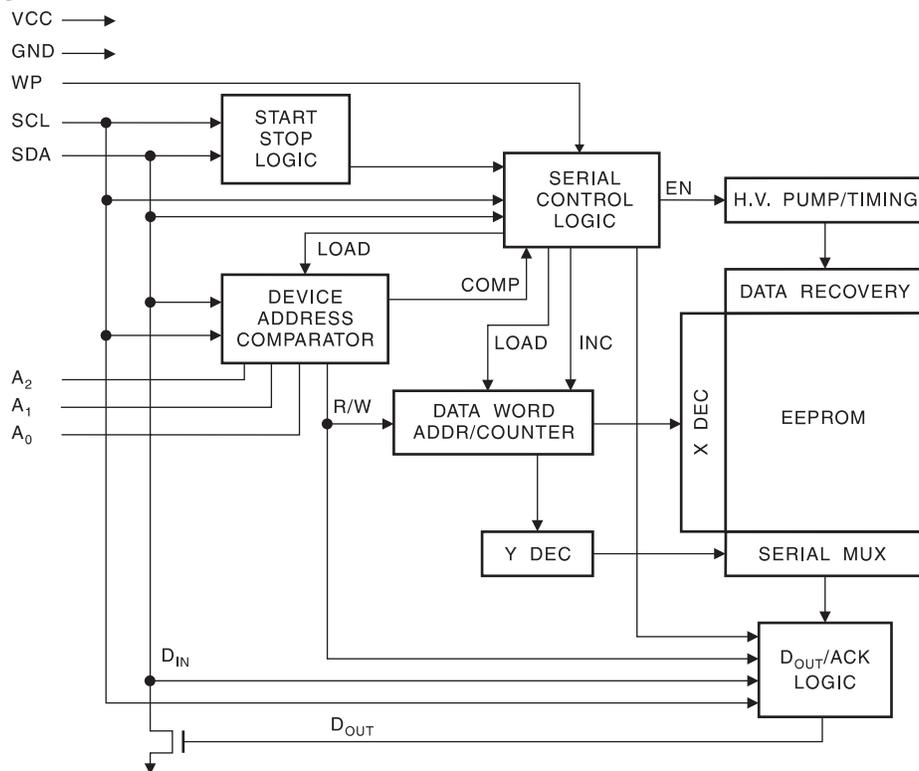 VCC
GND
WP
SCL
SDA
START
STOP
LOGIC
SERIAL
CONTROL
LOGIC
EN
H.V. PUMP/TIMING
LOAD
COMP
DEVICE
ADDRESS
COMPARATOR
DATA RECOVERY
LOAD
INC
A2
A1
A0
R/W
DATA WORD
ADDR/COUNTER
X DEC
EEPROM
Y DEC
SERIAL MUX
DIN
DOUT/ACK
LOGIC
DOUT